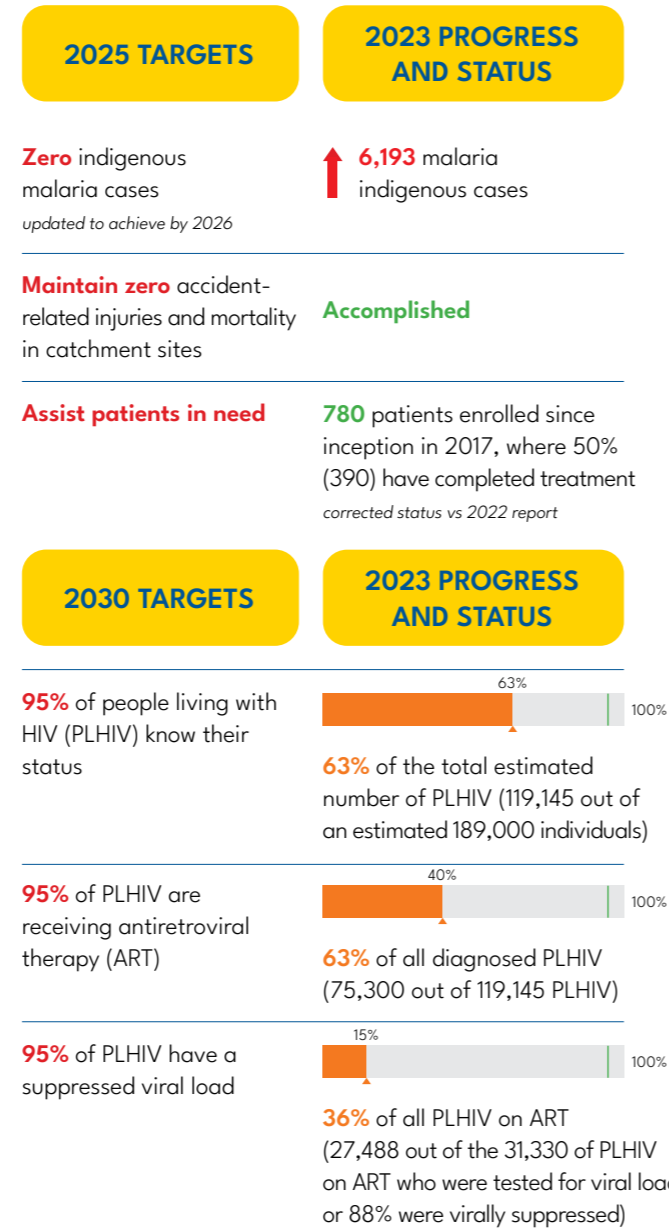 2025 TARGETS
2023 PROGRESS
AND STATUS
Zero indigenous
malaria cases
updated to achieve by 2026
6,193 malaria
indigenous cases
Maintain zero accident-
related injuries and mortality
in catchment sites
Accomplished
Assist patients in need
780 patients enrolled since
inception in 2017, where 50%
(390) have completed treatment
corrected status vs 2022 report
2030 TARGETS
2023 PROGRESS
AND STATUS
95% of people living with
HIV (PLHIV) know their
status
63%
100%
63% of the total estimated
number of PLHIV (119,145 out of
an estimated 189,000 individuals)
95% of PLHIV are
receiving antiretroviral
therapy (ART)
40%
100%
63% of all diagnosed PLHIV
(75,300 out of 119,145 PLHIV)
95% of PLHIV have a
suppressed viral load
15%
100%
36% of all PLHIV on ART
(27,488 out of the 31,330 of PLHIV
on ART who were tested for viral
or 88% were virally suppressed)